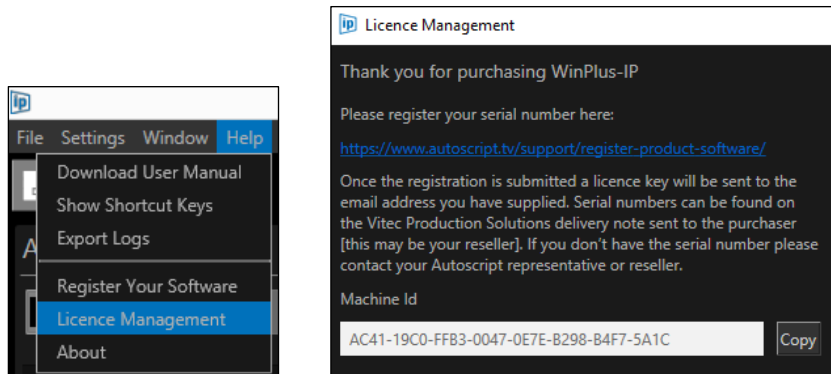 ip
File Settings Window Help
Download User Manual
Show Shortcut Keys
Export Logs
Register Your Software
Licence Management
About
ip Licence Management
Thank you for purchasing WinPlus-IP
Please register your serial number here:
https://www.autoscript.tv/support/register-product-software/
Once the registration is submitted a licence key will be sent to the
email address you have supplied. Serial numbers can be found on
the Vitec Production Solutions delivery note sent to the purchaser
[this may be your reseller]. If you don't have the serial number please
contact your Autoscript representative or reseller.
Machine Id
AC41-19C0-FFB3-0047-0E7E-B298-B4F7-5A1C Copy